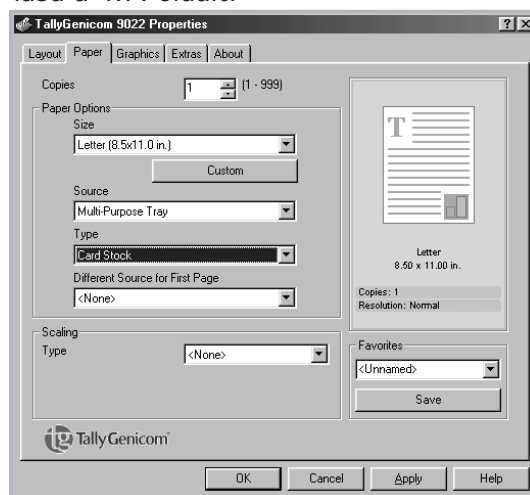 TallyGenicom 9022 Properties
Layout Paper Graphics Extras About
Copies 1 (1 - 999)
Paper Options
Size
Letter (8.5x11.0 in.)
Custom
Source
Multi-Purpose Tray
Type
Card Stock
Different Source for First Page
<None>
Scaling
Type <None>
T
Letter
8.50 x 11.00 in.
Copies: 1
Resolution: Normal
Favorites
<Unnamed>
Save
TallyGenicom
OK Cancel Apply Help